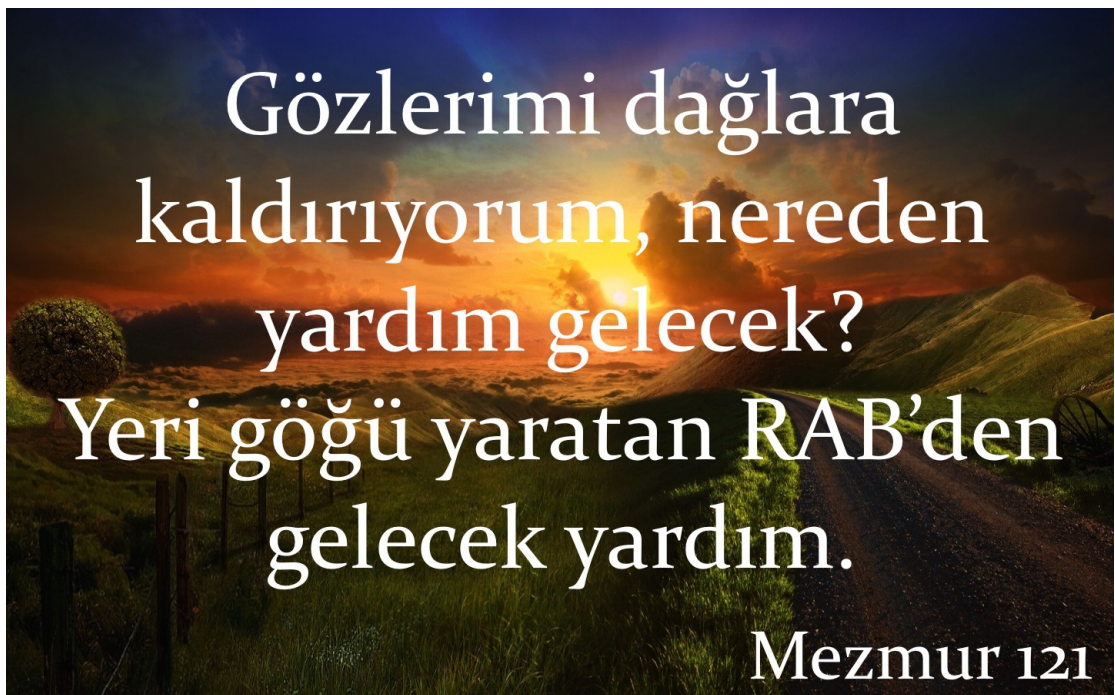 Gözlerimi dağlara
kaldırıyorum, nereden
yardım gelecek?
Yeri göğü yaratan RAB’den
gelecek yardım.
Mezmur 121